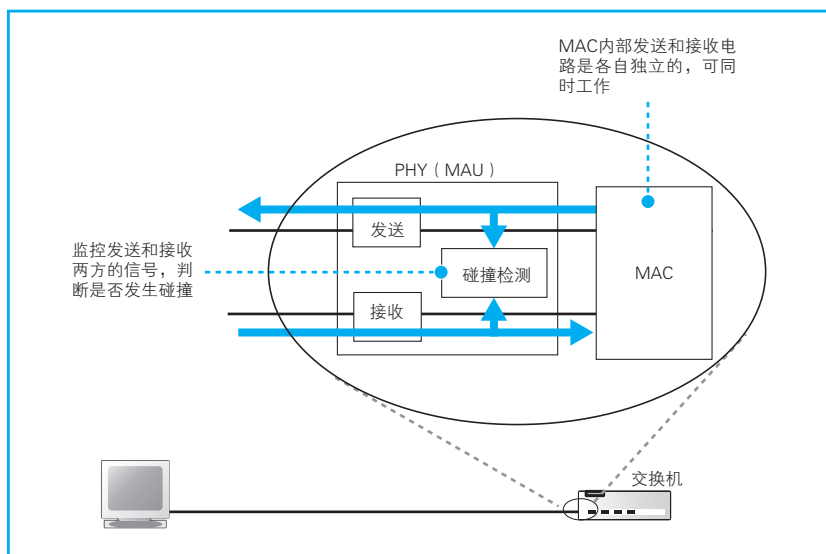 MAC内部发送和接收电
路是各自独立的，可同
时工作
PHY（MAU）
发送
监控发送和接收
两方的信号，判
断是否发生碰撞
碰撞检测
MAC
接收
交换机